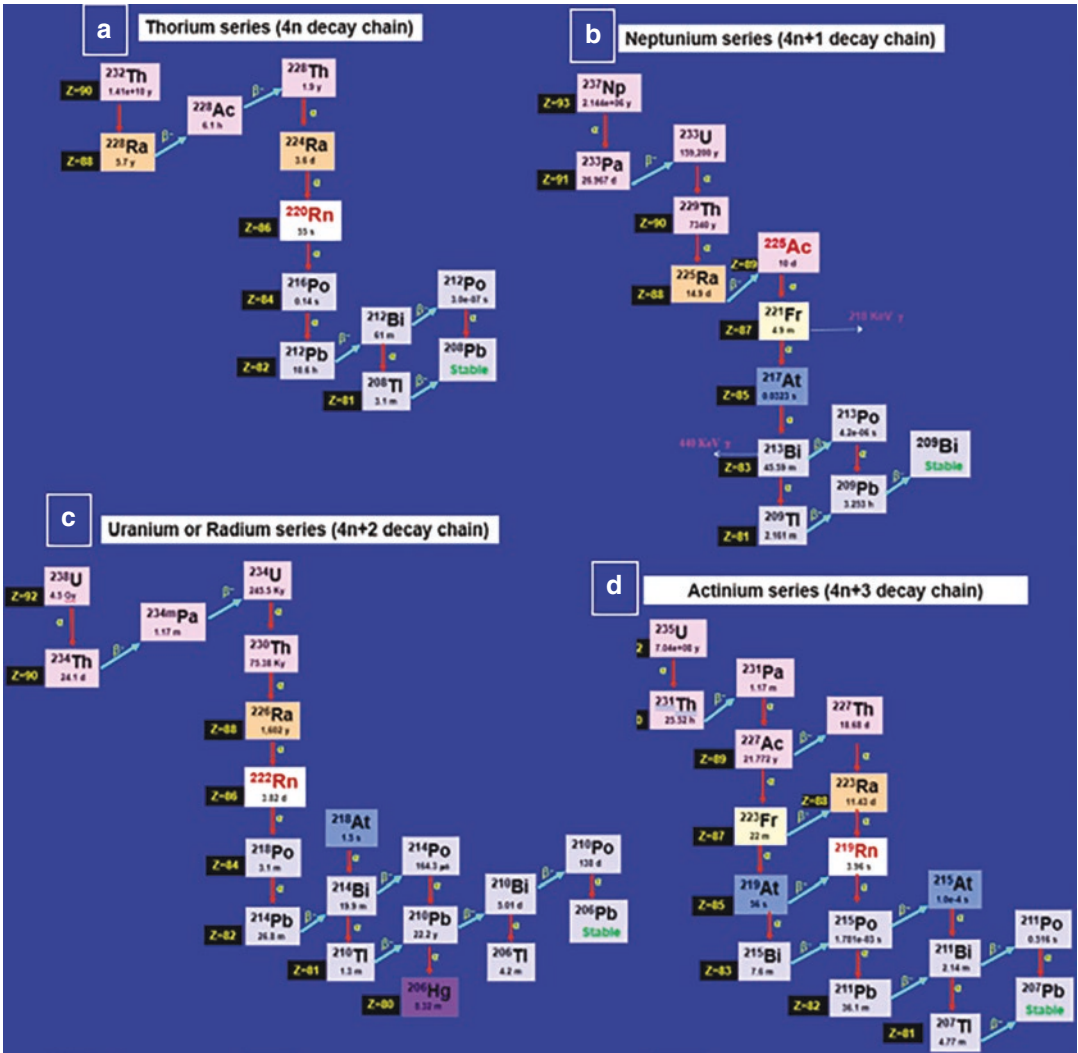 a
Thorium series (4n decay chain)
Z=90
232Th
1.41e+10 y
228Ra
5.7 y
Z=88
β-
228Ac
6.1 h
β-
228Th
1.9 y
α
224Ra
3.6 d
α
Z=86
220Rn
55 s
α
Z=84
216Po
0.14 s
α
Z=82
212Pb
10.6 h
β-
212Bi
61 m
β-
212Po
3.0e-07 s
α
α
Z=81
208Tl
3.1 m
β-
208Pb
Stable
b
Neptunium series (4n+1 decay chain)
Z=93
237Np
2.144e+06 y
α
Z=91
233Pa
26.967 d
β-
233U
159,200 y
α
Z=90
229Th
7340 y
α
Z=88
225Ra
14.9 d
β-
Z=89
225Ac
10 d
α
Z=87
221Fr
4.9 m
218 KeV γ
α
Z=85
217At
0.0323 s
α
440 KeV γ
Z=83
213Bi
45.59 m
β-
213Po
4.2e-06 s
α
α
Z=81
209Tl
2.161 m
β-
209Pb
3.253 h
β-
209Bi
Stable
c
Uranium or Radium series (4n+2 decay chain)
Z=92
238U
4.5 Gy
α
Z=90
234Th
24.1 d
β-
234mPa
1.17 m
β-
234U
245.5 Ky
α
230Th
75.38 Ky
α
Z=88
226Ra
1,602 y
α
Z=86
222Rn
3.82 d
α
Z=84
218Po
3.1 m
α
218At
1.5 s
α
Z=82
214Pb
26.8 m
β-
214Bi
19.9 m
β-
214Po
164.3 µs
α
α
Z=81
210Tl
1.3 m
β-
210Pb
22.2 y
β-
210Bi
5.01 d
β-
210Po
138 d
α
206Pb
Stable
α
206Tl
4.2 m
α
Z=80
206Hg
8.32 m
d
Actinium series (4n+3 decay chain)
2
235U
7.04e+08 y
α
0
231Th
25.52 h
β-
231Pa
1.17 m
α
Z=89
227Ac
21.772 y
β-
227Th
18.68 d
α
α
Z=87
223Fr
22 m
β-
Z=88
223Ra
11.43 d
α
α
Z=85
219At
56 s
β-
219Rn
3.96 s
α
α
Z=83
215Bi
7.6 m
β-
215Po
1.781e-03 s
β-
215At
1.0e-4 s
α
α
Z=82
211Pb
36.1 m
β-
211Bi
2.14 m
β-
211Po
0.516 s
α
α
Z=81
207Tl
4.77 m
β-
207Pb
Stable